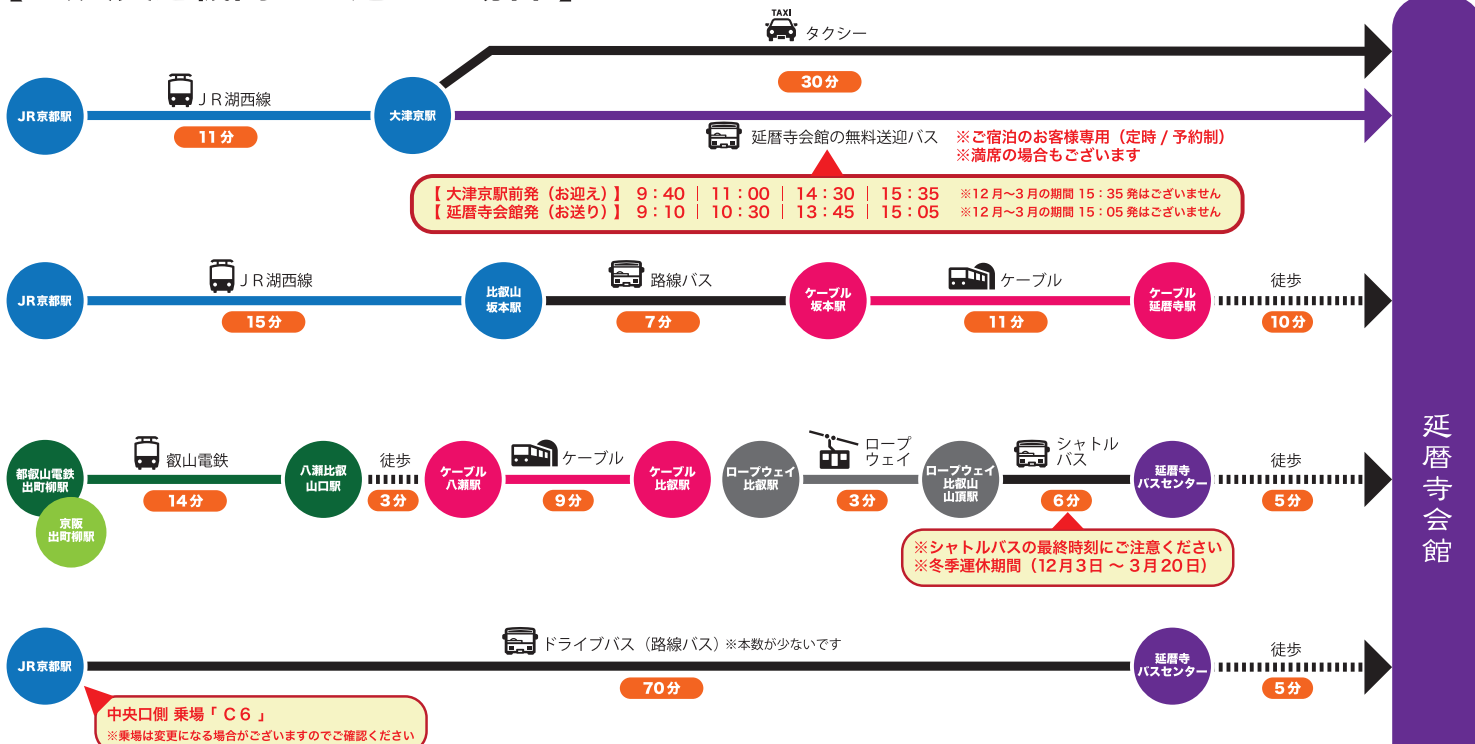 TAXI
タクシー
30分
JR京都駅
JR湖西線
11分
大津京駅
延暦寺会館の無料送迎バス
※ご宿泊のお客様専用（定時 / 予約制）
※満席の場合もございます
【 大津京駅前発（お迎え）】 9：40 | 11：00 | 14：30 | 15：35 ※12月〜3月の期間 15：35 発はございません
【 延暦寺会館発（お送り）】 9：10 | 10：30 | 13：45 | 15：05 ※12月〜3月の期間 15：05 発はございません
JR京都駅
JR湖西線
15分
比叡山
坂本駅
路線バス
7分
ケーブル
坂本駅
ケーブル
11分
ケーブル
延暦寺駅
徒歩
10分
都叡山電鉄
出町柳駅
京阪
出町柳駅
叡山電鉄
14分
八瀬比叡
山口駅
徒歩
3分
ケーブル
八瀬駅
ケーブル
9分
ケーブル
比叡駅
ロープウェイ
比叡駅
ロープ
ウェイ
3分
ロープウェイ
比叡山
山頂駅
シャトル
バス
6分
※シャトルバスの最終時刻にご注意ください
※冬季運休期間（12月3日 〜 3月20日）
延暦寺
バスセンター
徒歩
5分
JR京都駅
中央口側 乗場「 C6 」
※乗場は変更になる場合がございますのでご確認ください
ドライブバス（路線バス）※本数が少ないです
70分
延暦寺
バスセンター
徒歩
5分
延暦寺会館